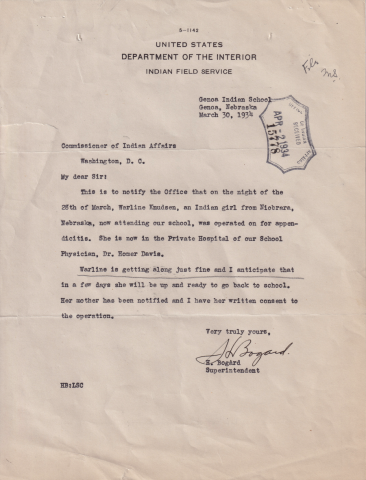 5-1142
UNITED STATES
DEPARTMENT OF THE INTERIOR
INDIAN FIELD SERVICE
File
Genoa Indian School
Genoa, Nebraska
March 30, 1934
RECEIVED
APR -2 1934
15778
Commissioner of Indian Affairs
Washington, D. C.
My dear Sir:
This is to notify the Office that on the night of the
28th of March, Warline Knudsen, an Indian girl from Niobrara,
Nebraska, now attending our school, was operated on for appen-
dicitis. She is now in the Private Hospital of our School
Physician, Dr. Homer Davis.
Warline is getting along just fine and I anticipate that
in a few days she will be up and ready to go back to school.
Her mother has been notified and I have her written consent to
the operation.
Very truly yours,
Bogard.
Bogard
Superintendent
HB:LSC